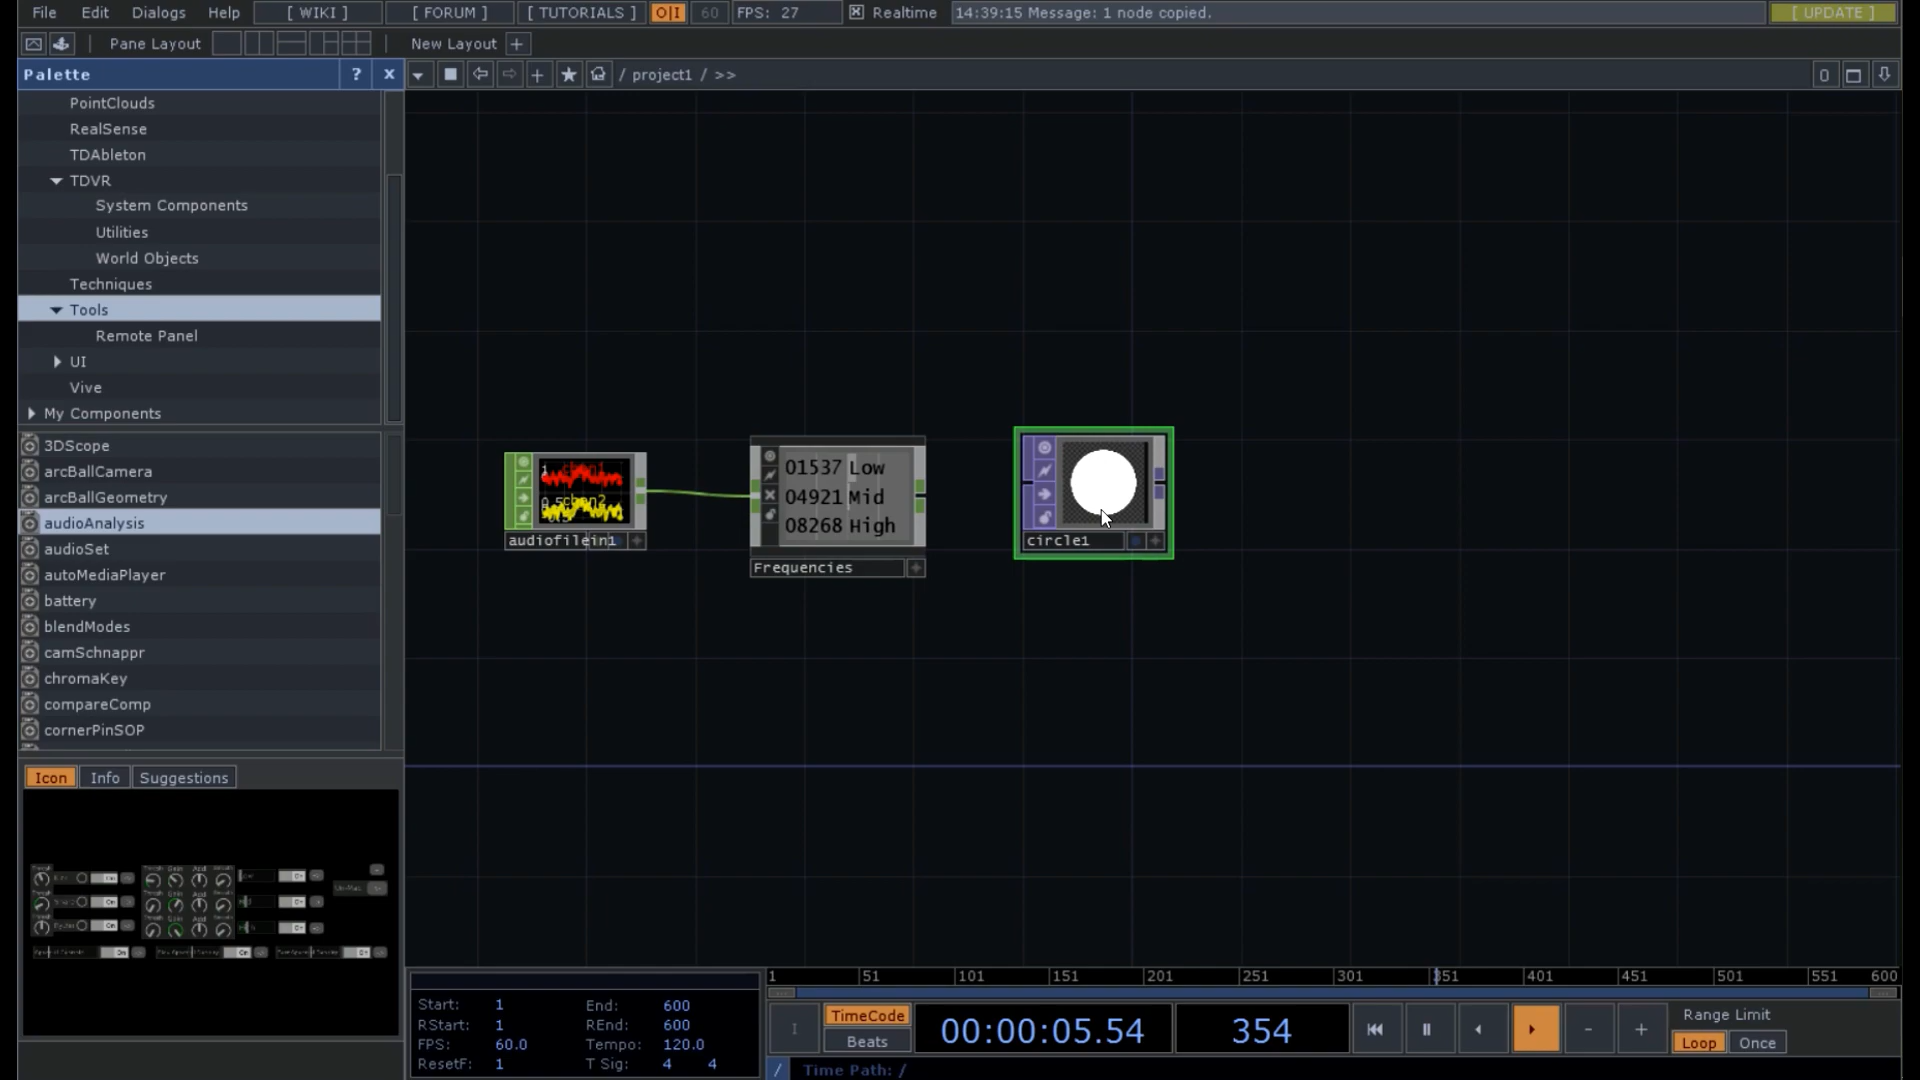 File Edit Dialogs Help [ WIKI ] [ FORUM ] [ TUTORIALS ] O|I 60 FPS: 27 Realtime 14:39:15 Message: 1 node copied. [ UPDATE ]
Pane Layout New Layout +
Palette ? x / project1 / >> 0
PointClouds
RealSense
TDAbleton
TDVR
System Components
Utilities
World Objects
Techniques
Tools
Remote Panel
UI
Vive
My Components
3DScope
arcBallCamera
arcBallGeometry
audioAnalysis
audioSet
autoMediaPlayer
battery
blendModes
camSchnappr
chromaKey
compareComp
cornerPinSOP
chan1
chan2
audiofilein1
01537 Low
04921 Mid
08268 High
Frequencies
circle1
Icon Info Suggestions
1 51 101 151 201 251 301 351 401 451 501 551 600
Start: 1 End: 600
RStart: 1 REnd: 600
FPS: 60.0 Tempo: 120.0
ResetF: 1 T Sig: 4 4
I TimeCode Beats 00:00:05.54 354 - +
Range Limit
Loop Once
/ Time Path: /